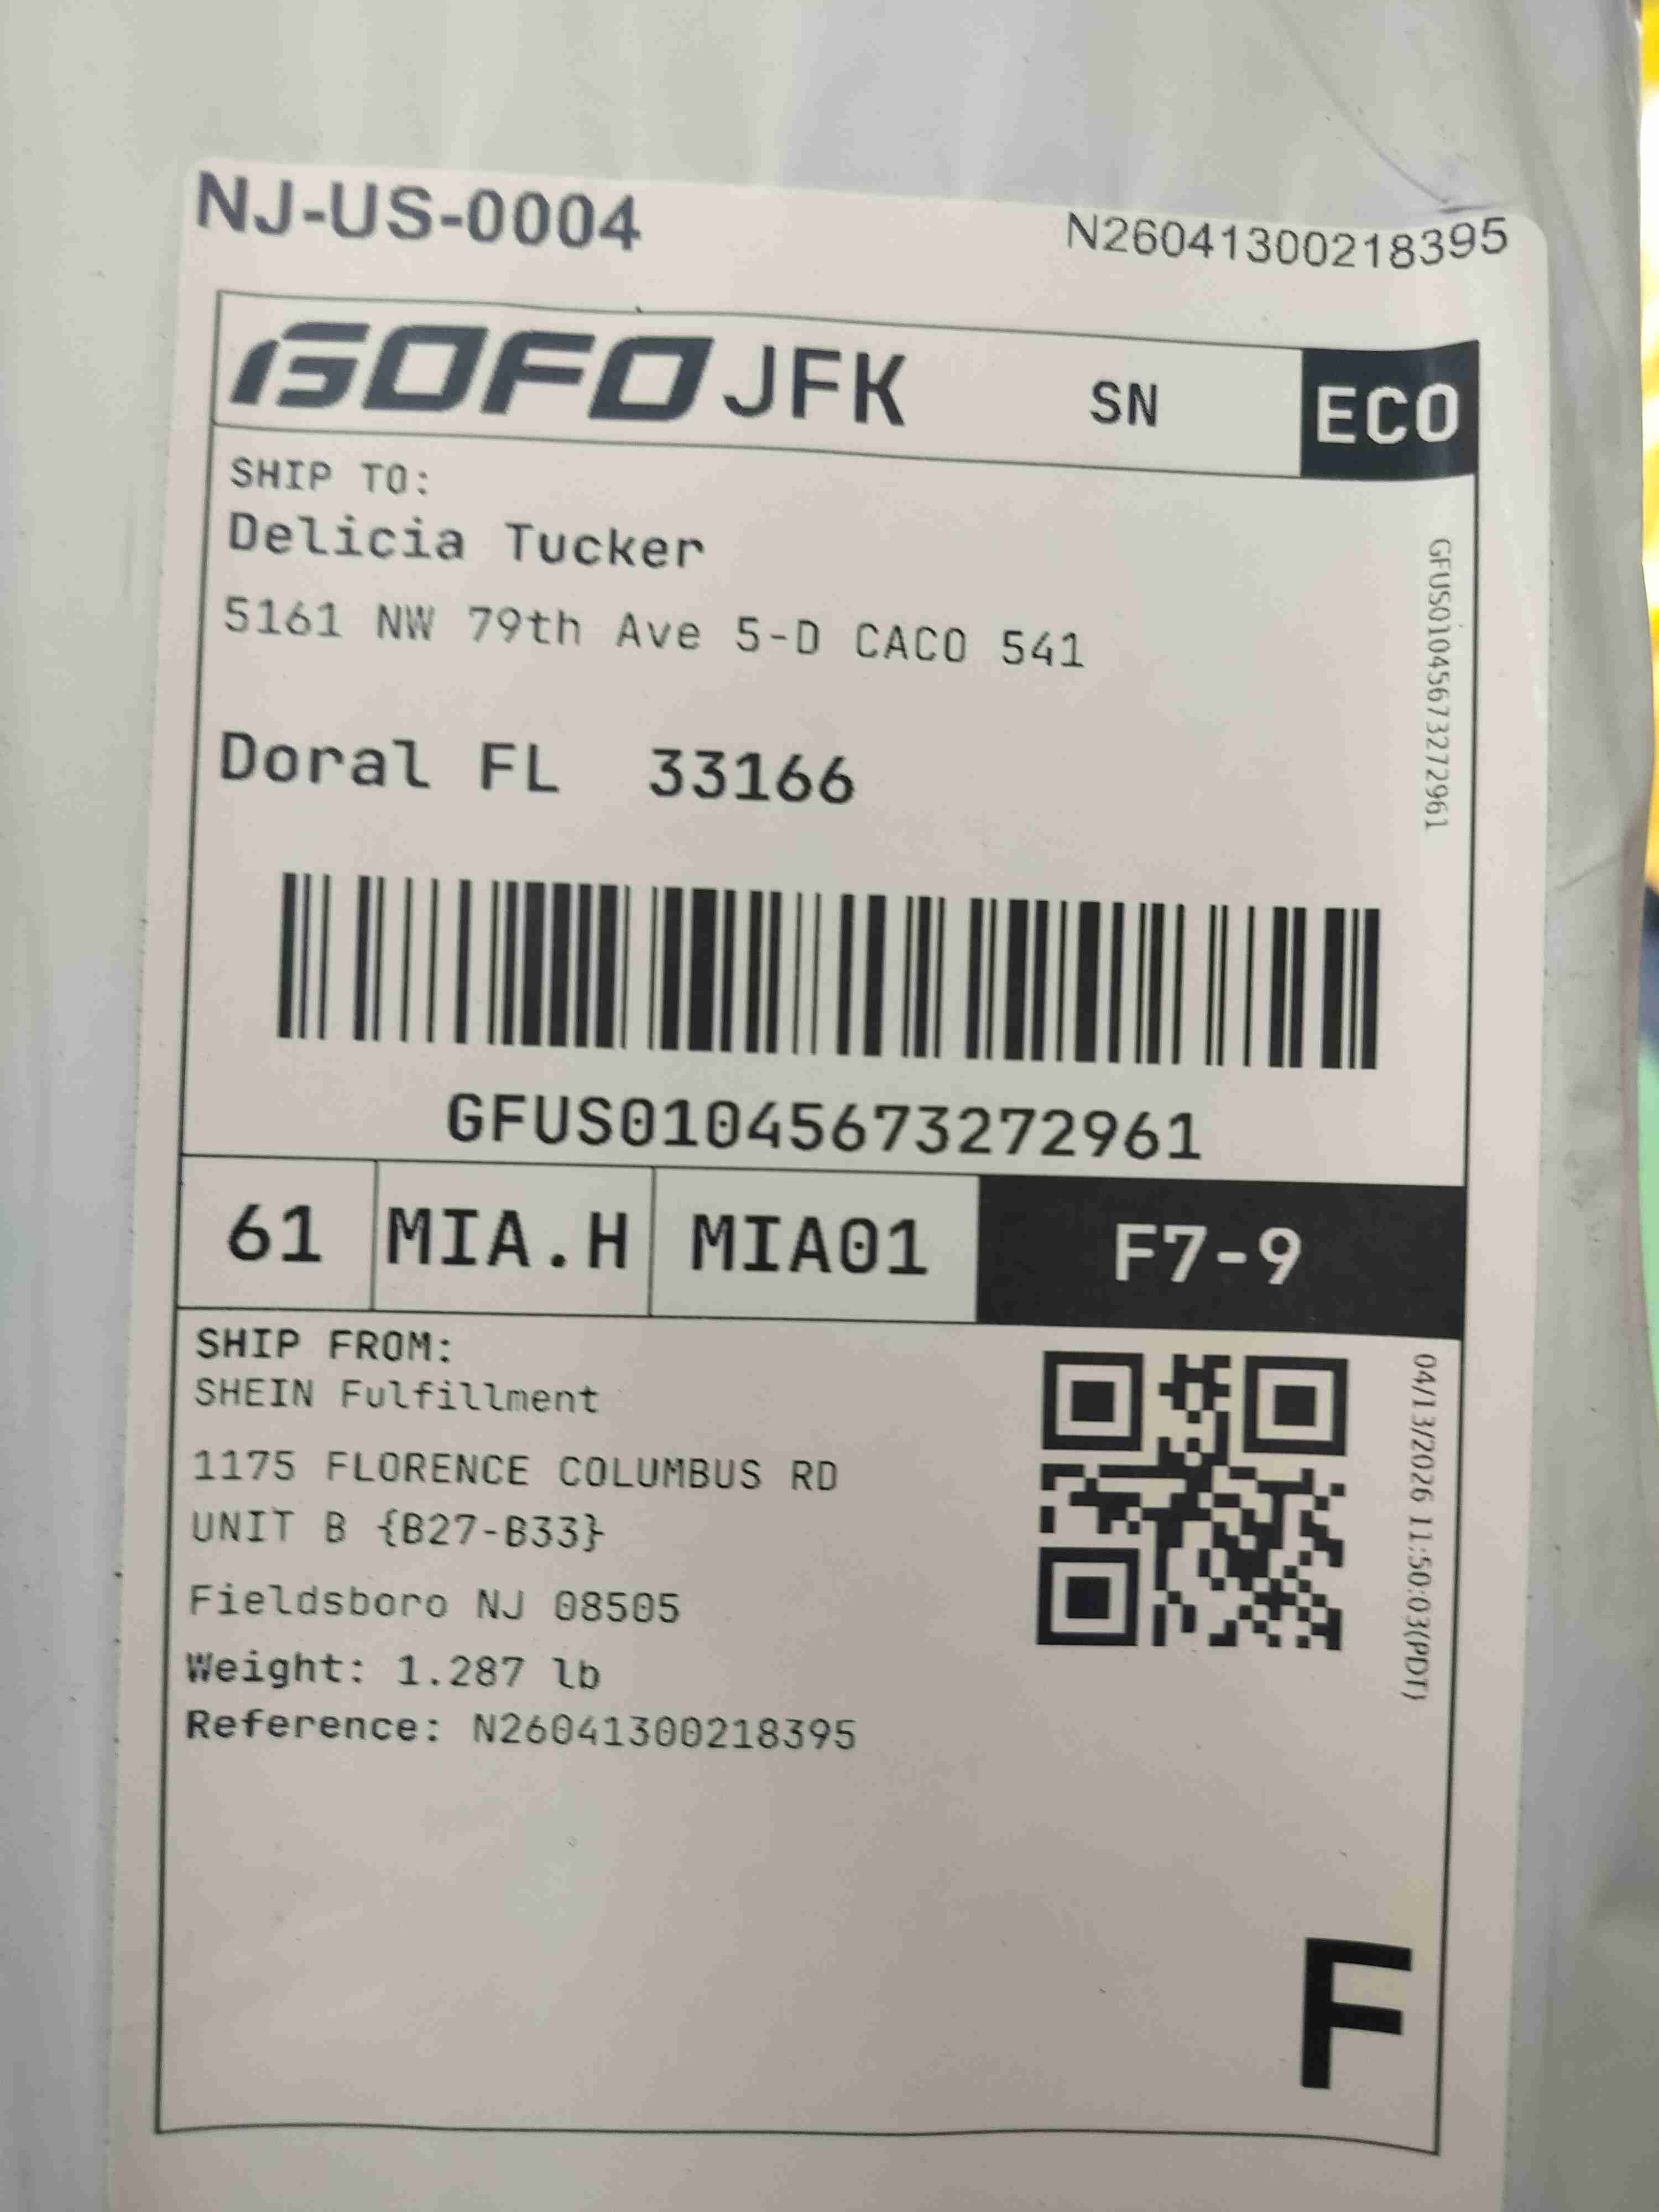 NJ-US-0004
N26041300218395
GOFO JFK SN ECO
SHIP TO:
Delicia Tucker
5161 NW 79th Ave 5-D CACO 541
Doral FL 33166
GFUS01045673272961
GFUS01045673272961
61 MIA.H MIA01 F7-9
SHIP FROM:
SHEIN Fulfillment
1175 FLORENCE COLUMBUS RD
UNIT B {B27-B33}
Fieldsboro NJ 08505
Weight: 1.287 lb
Reference: N26041300218395
04/13/2026 11:50:03(PDT)
F